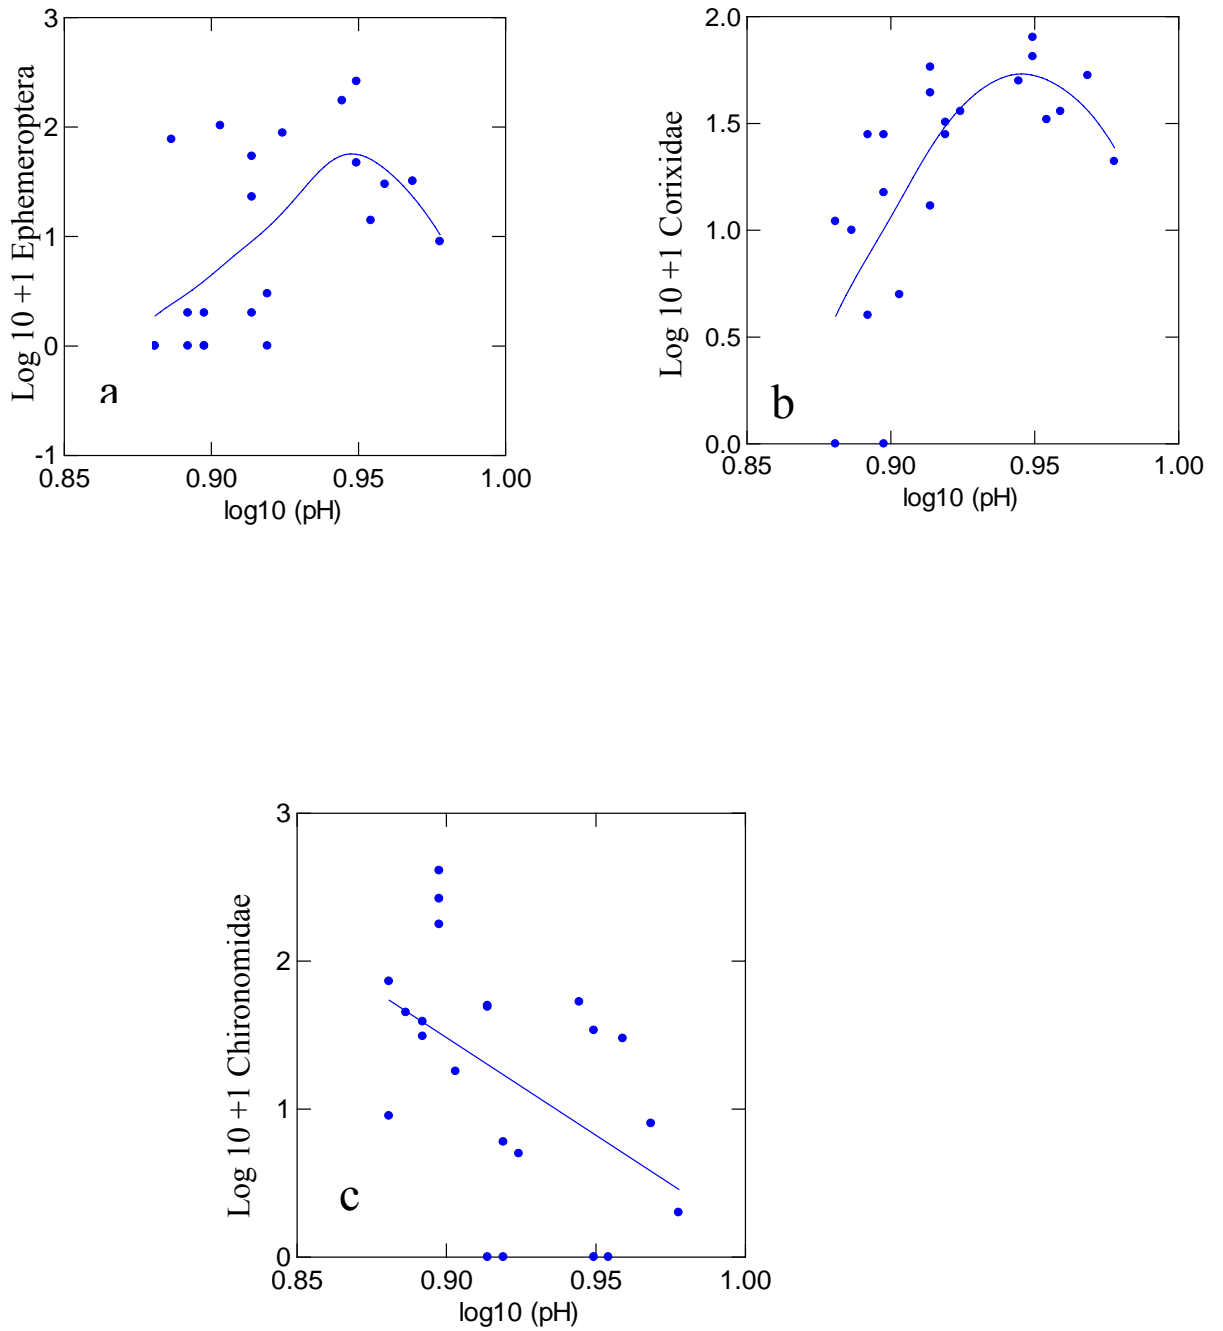 3
2
1
0
-1
Log 10 +1 Ephemeroptera
a
0.85 0.90 0.95 1.00
log10 (pH)
2.0
1.5
1.0
0.5
0.0
Log 10 +1 Corixidae
b
0.85 0.90 0.95 1.00
log10 (pH)
3
2
1
0
Log 10 +1 Chironomidae
c
0.85 0.90 0.95 1.00
log10 (pH)